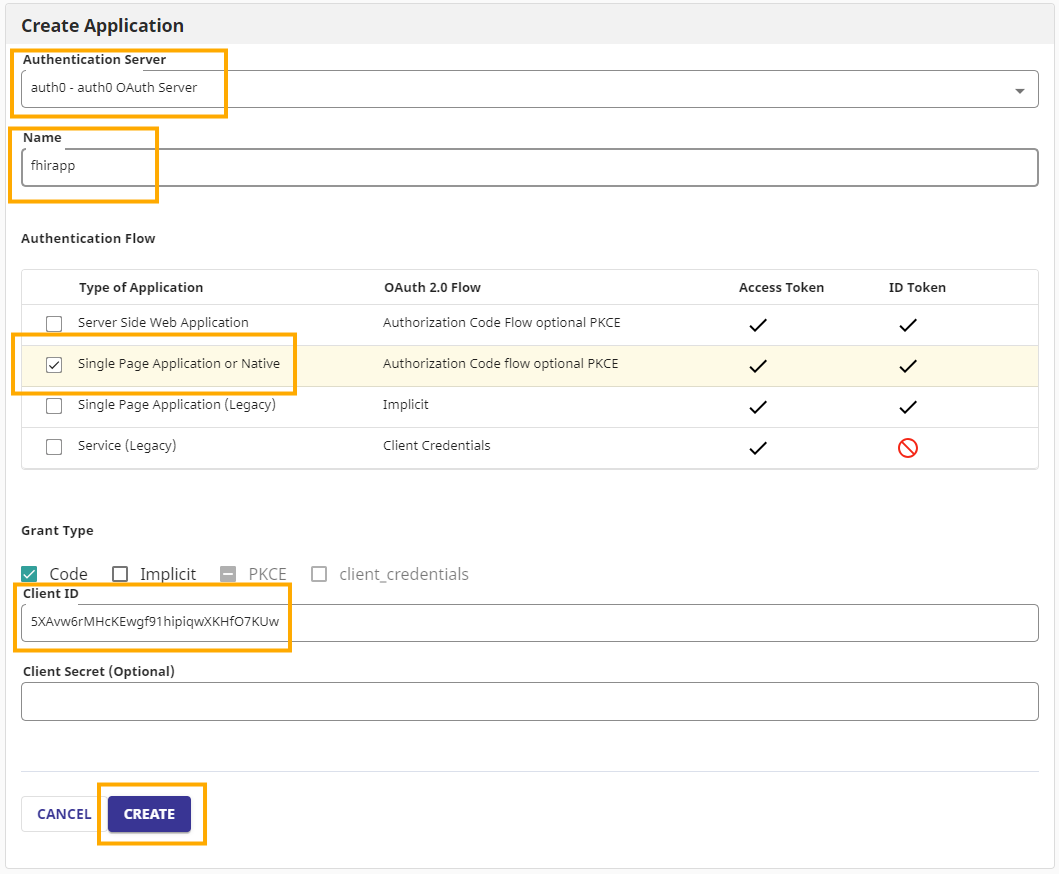 Create Application
Authentication Server
auth0 - auth0 OAuth Server
Name
fhirapp
Authentication Flow
Type of Application OAuth 2.0 Flow Access Token ID Token
Server Side Web Application Authorization Code Flow optional PKCE
Single Page Application or Native Authorization Code flow optional PKCE
Single Page Application (Legacy) Implicit
Service (Legacy) Client Credentials
Grant Type
Code Implicit PKCE client_credentials
Client ID
5XAvw6rMHcKEwgf91hipiqwXKHfO7KUw
Client Secret (Optional)
CANCEL CREATE